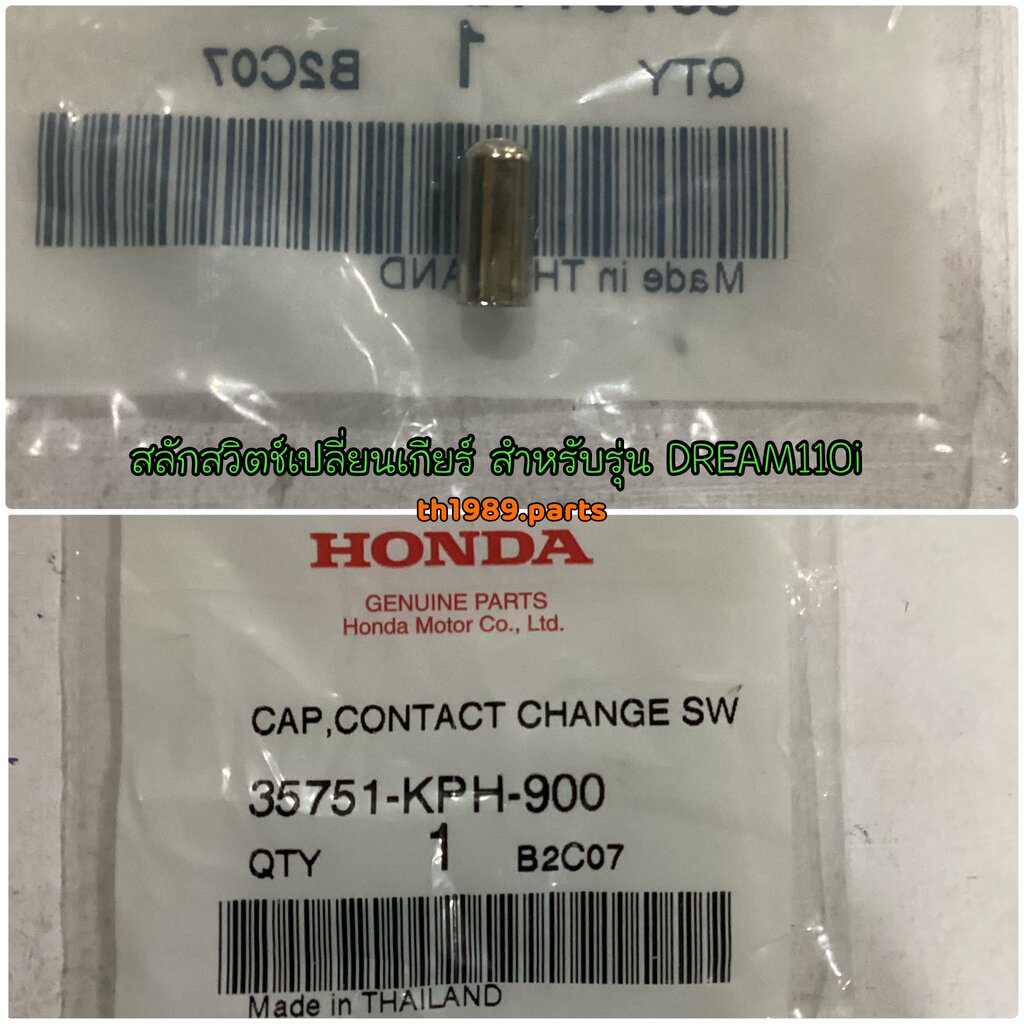 1
B2C07
QTY
Made in TH AND
สลักสวิตช์เปลี่ยนเกียร์ สำหรับรุ่น DREAM110i
th1989.parts
HONDA
GENUINE PARTS
Honda Motor Co., Ltd.
CAP,CONTACT CHANGE SW
35751-KPH-900
QTY 1 B2C07
Made in THAILAND